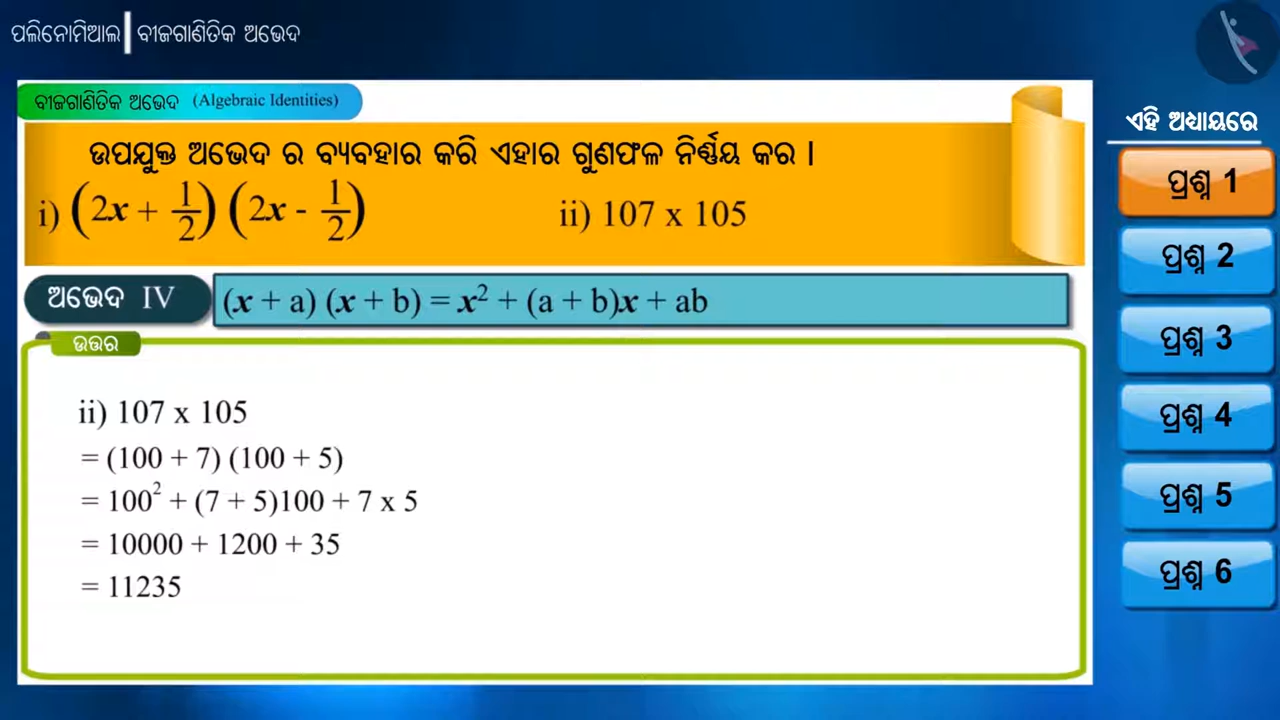 ପଲିନୋମିଆଲ | ବୀଜଗାଣିତିକ ଅଭେଦ
ବୀଜଗାଣିତିକ ଅଭେଦ (Algebraic Identities)
ଉପଯୁକ୍ତ ଅଭେଦ ର ବ୍ୟବହାର କରି ଏହାର ଗୁଣଫଳ ନିର୍ଣ୍ଣୟ କର ।
i) (2x + 1/2) (2x - 1/2) ii) 107 x 105
ଅଭେଦ IV (x + a) (x + b) = x² + (a + b)x + ab
ଉତ୍ତର
ii) 107 x 105
= (100 + 7) (100 + 5)
= 100² + (7 + 5)100 + 7 x 5
= 10000 + 1200 + 35
= 11235
ଏହି ଅଧ୍ୟାୟରେ
ପ୍ରଶ୍ନ 1
ପ୍ରଶ୍ନ 2
ପ୍ରଶ୍ନ 3
ପ୍ରଶ୍ନ 4
ପ୍ରଶ୍ନ 5
ପ୍ରଶ୍ନ 6